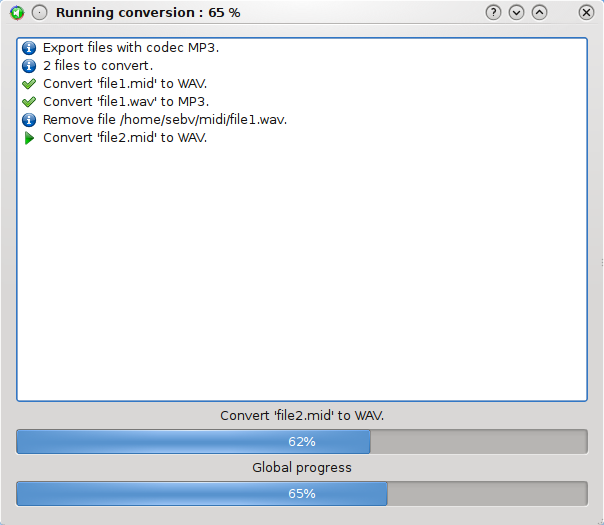 Running conversion : 65 %
Export files with codec MP3.
2 files to convert.
Convert 'file1.mid' to WAV.
Convert 'file1.wav' to MP3.
Remove file /home/sebv/midi/file1.wav.
Convert 'file2.mid' to WAV.
Convert 'file2.mid' to WAV.
62%
Global progress
65%